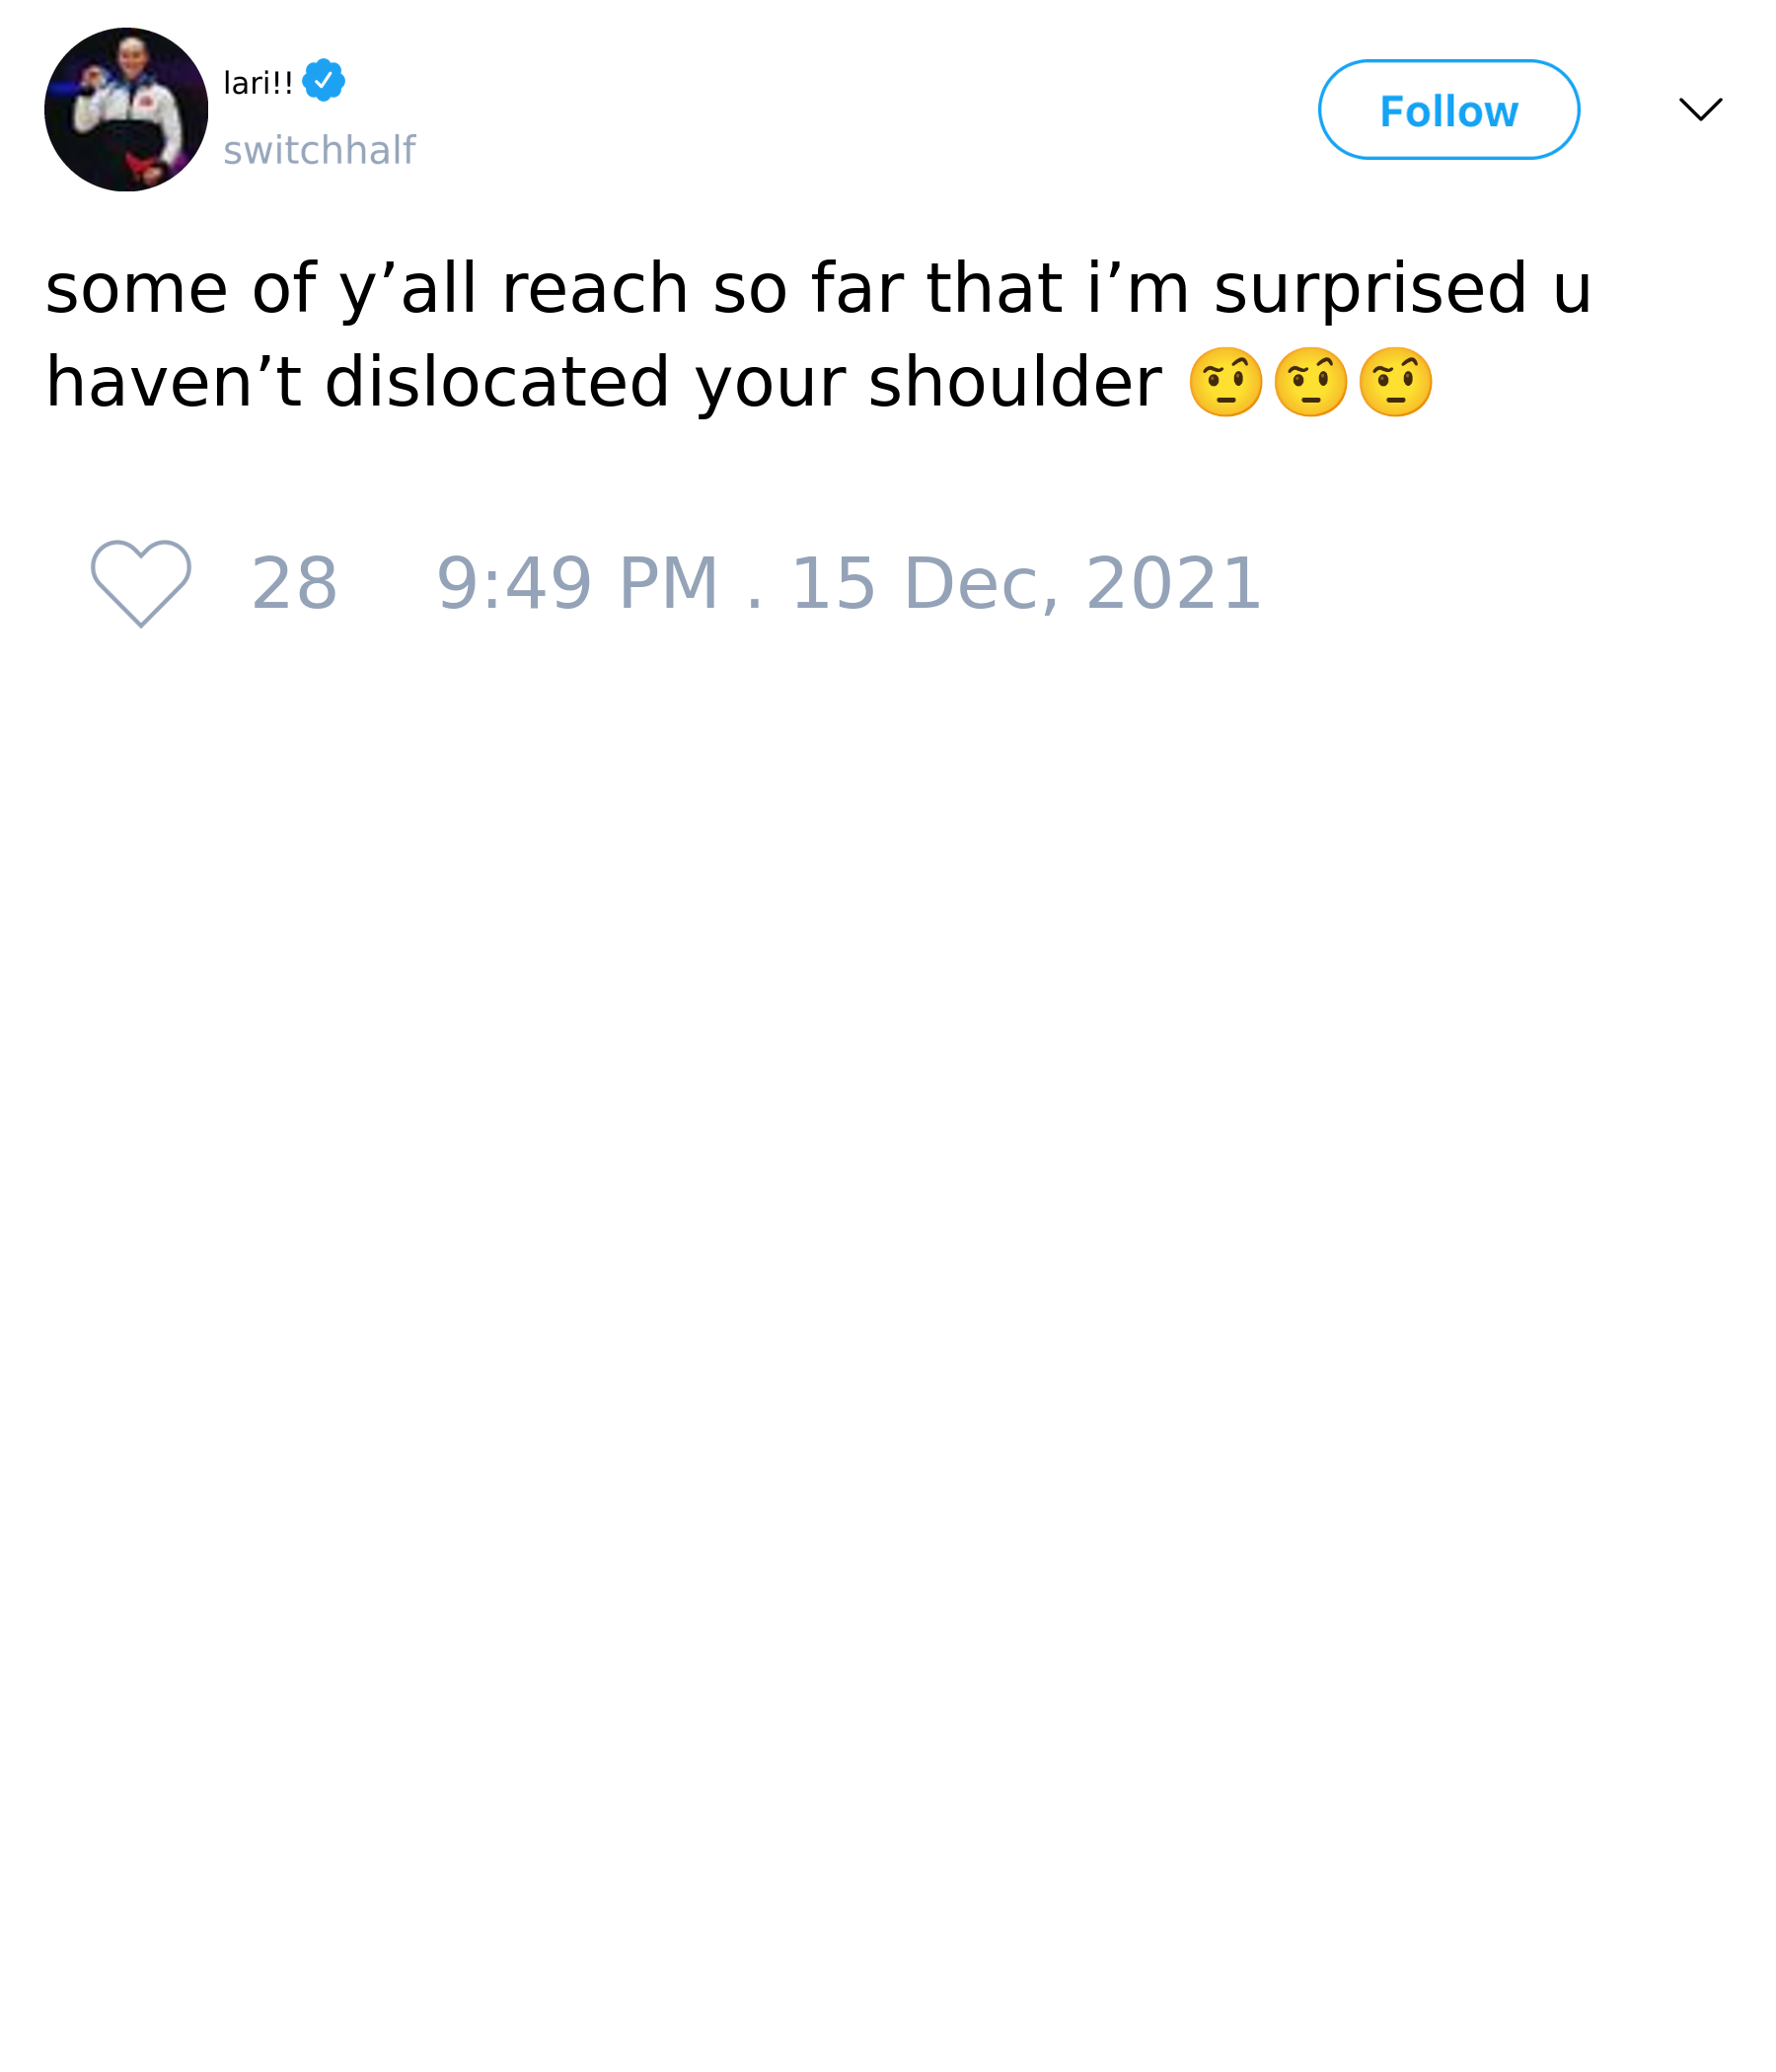 lari!!
switchhalf
Follow
some of y’all reach so far that i’m surprised u
haven’t dislocated your shoulder 🤨🤨🤨
28 9:49 PM . 15 Dec, 2021